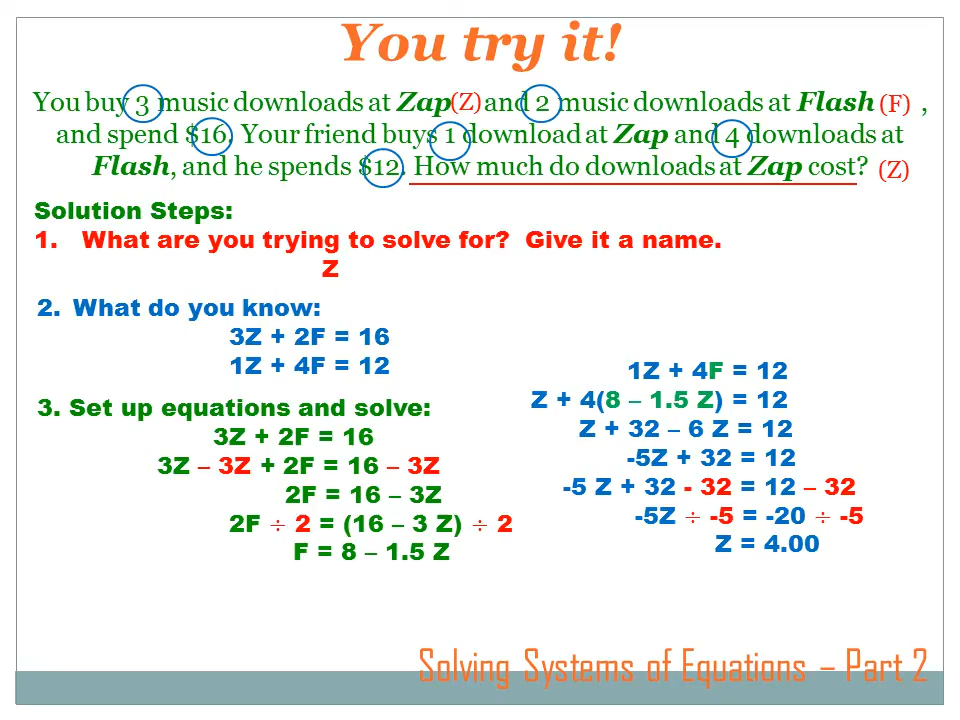 You try it!
You buy 3 music downloads at Zap(Z) and 2 music downloads at Flash (F) ,
and spend $16. Your friend buys 1 download at Zap and 4 downloads at
Flash, and he spends $12. How much do downloads at Zap cost? (Z)
Solution Steps:
1. What are you trying to solve for? Give it a name.
Z
2. What do you know:
3Z + 2F = 16
1Z + 4F = 12
3. Set up equations and solve:
3Z + 2F = 16
3Z – 3Z + 2F = 16 – 3Z
2F = 16 – 3Z
2F ÷ 2 = (16 – 3 Z) ÷ 2
F = 8 – 1.5 Z
1Z + 4F = 12
Z + 4(8 – 1.5 Z) = 12
Z + 32 – 6 Z = 12
-5Z + 32 = 12
-5 Z + 32 - 32 = 12 – 32
-5Z ÷ -5 = -20 ÷ -5
Z = 4.00
Solving Systems of Equations – Part 2